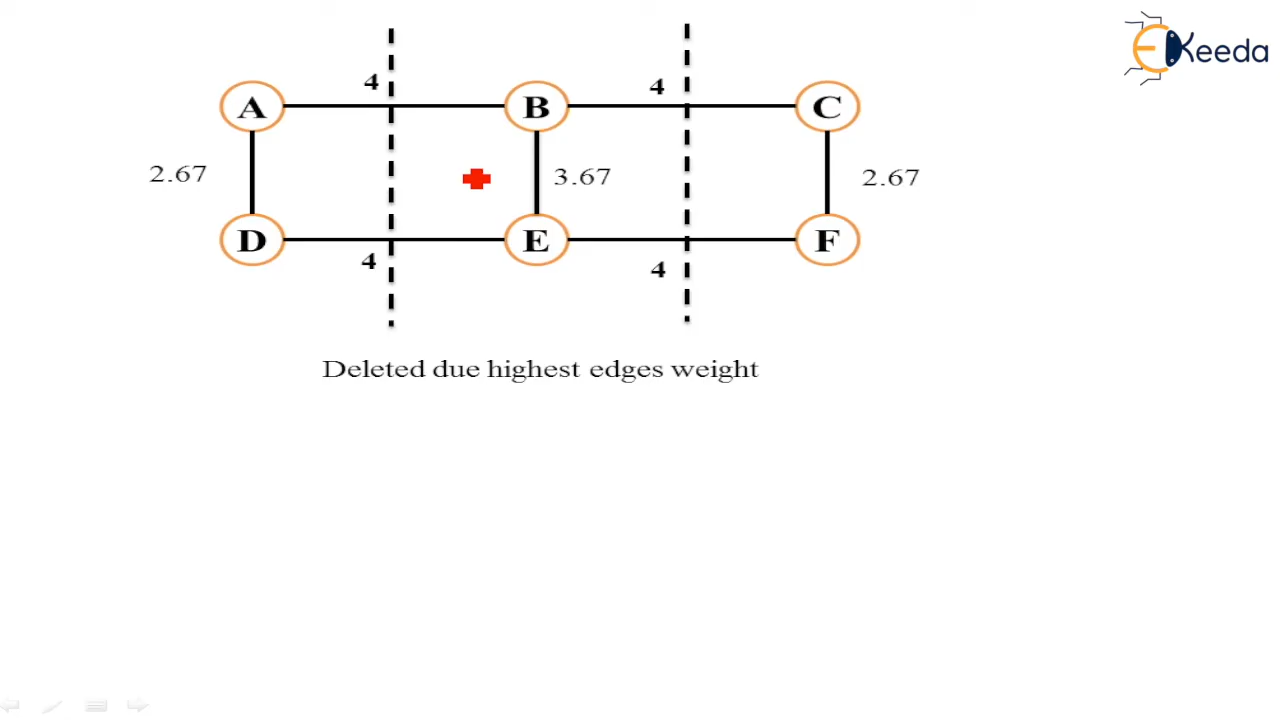 EKeeda
4 4
A B C
2.67 3.67 2.67
D E F
4 4
Deleted due highest edges weight